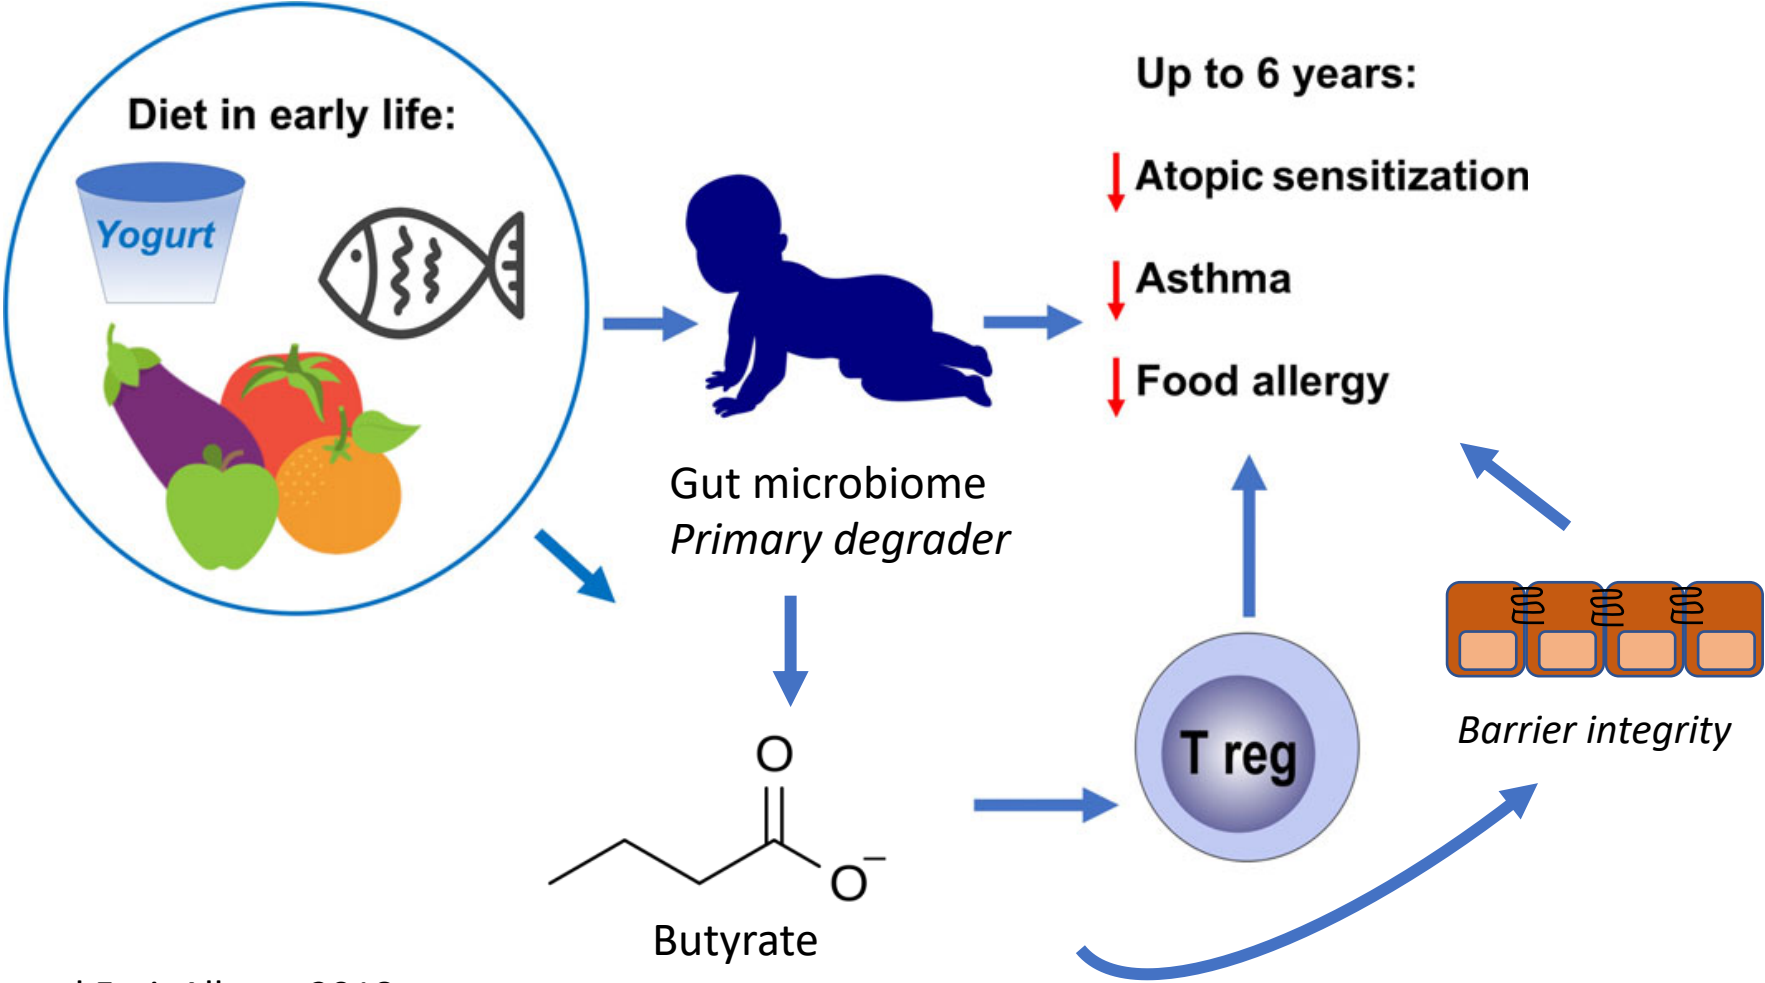 Diet in early life:
Yogurt
Up to 6 years:
Atopic sensitization
Asthma
Food allergy
Gut microbiome
Primary degrader
O
O−
Butyrate
T reg
Barrier integrity